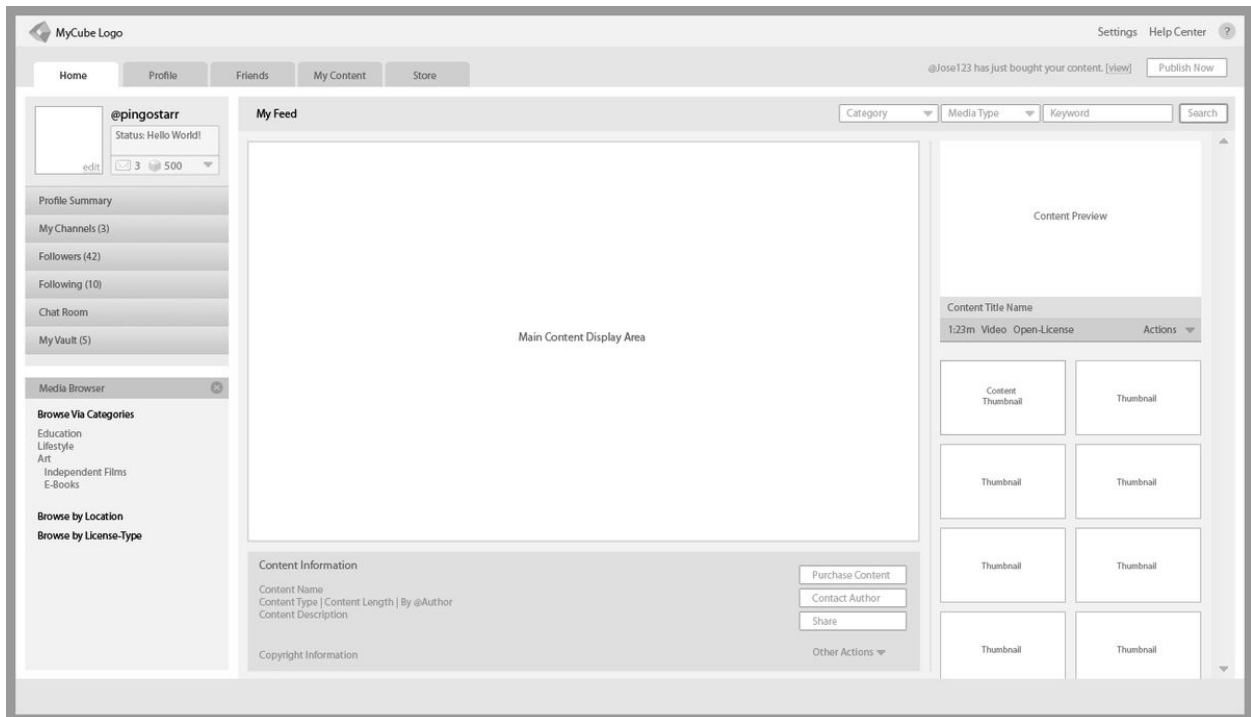 MyCube Logo
Settings Help Center ?
Home Profile Friends My Content Store
@Jose123 has just bought your content. [view] Publish Now
@pingostarr
Status: Hello World!
edit 3 500
Profile Summary
My Channels (3)
Followers (42)
Following (10)
Chat Room
My Vault (5)
Media Browser
Browse Via Categories
Education
Lifestyle
Art
Independent Films
E-Books
Browse by Location
Browse by License-Type
My Feed
Category Media Type Keyword Search
Main Content Display Area
Content Information
Content Name
Content Type | Content Length | By @Author
Content Description
Copyright Information
Purchase Content
Contact Author
Share
Other Actions
Content Preview
Content Title Name
1:23m Video Open-License Actions
Content
Thumbnail
Thumbnail
Thumbnail
Thumbnail
Thumbnail
Thumbnail
Thumbnail
Thumbnail